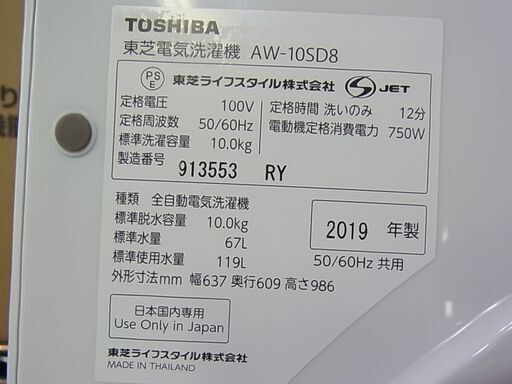 TOSHIBA
東芝電気洗濯機 AW-10SD8
PS E 東芝ライフスタイル株式会社 S JET
定格電圧 100V 定格時間 洗いのみ 12分
定格周波数 50/60Hz 電動機定格消費電力 750W
標準洗濯容量 10.0kg
製造番号 913553 RY
種類 全自動電気洗濯機
標準脱水容量 10.0kg
標準水量 67L
標準使用水量 119L
2019 年製
50/60Hz 共用
外形寸法mm 幅637 奥行609 高さ986
日本国内専用
Use Only in Japan
東芝ライフスタイル株式会社
MADE IN THAILAND